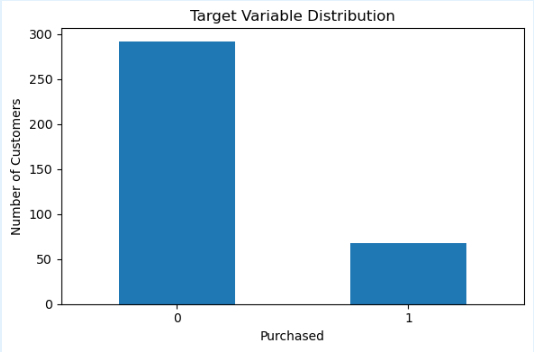 Target Variable Distribution
300
250
200
150
100
50
0
Number of Customers
0 1
Purchased